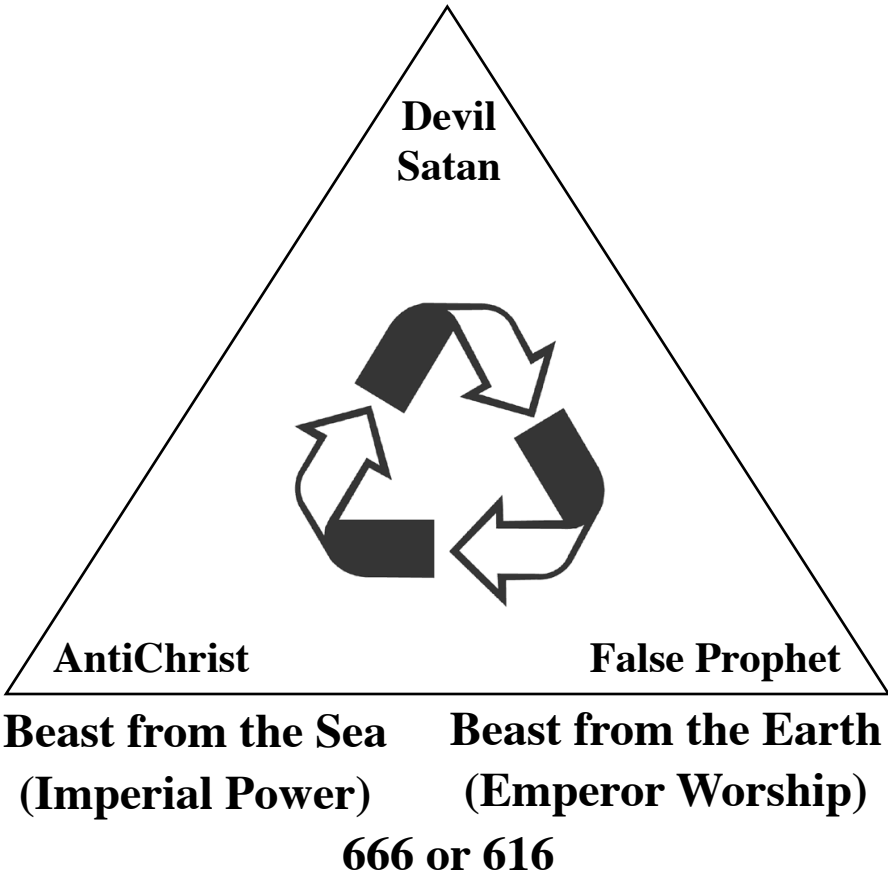 Devil
Satan
AntiChrist False Prophet
Beast from the Sea Beast from the Earth
(Imperial Power) (Emperor Worship)
666 or 616